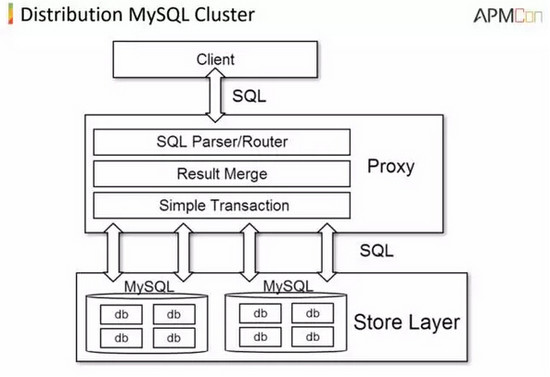 Distribution MySQL Cluster
APMCon
Client
SQL
SQL Parser/Router
Result Merge
Simple Transaction
Proxy
SQL
MySQL
MySQL
db db
db db
db db
db db
Store Layer